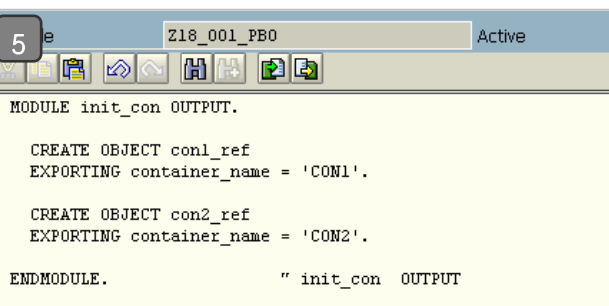 5
e
Z18_001_PBO
Active
MODULE init_con OUTPUT.
CREATE OBJECT con1_ref
EXPORTING container_name = 'CON1'.
CREATE OBJECT con2_ref
EXPORTING container_name = 'CON2'.
ENDMODULE. " init_con OUTPUT